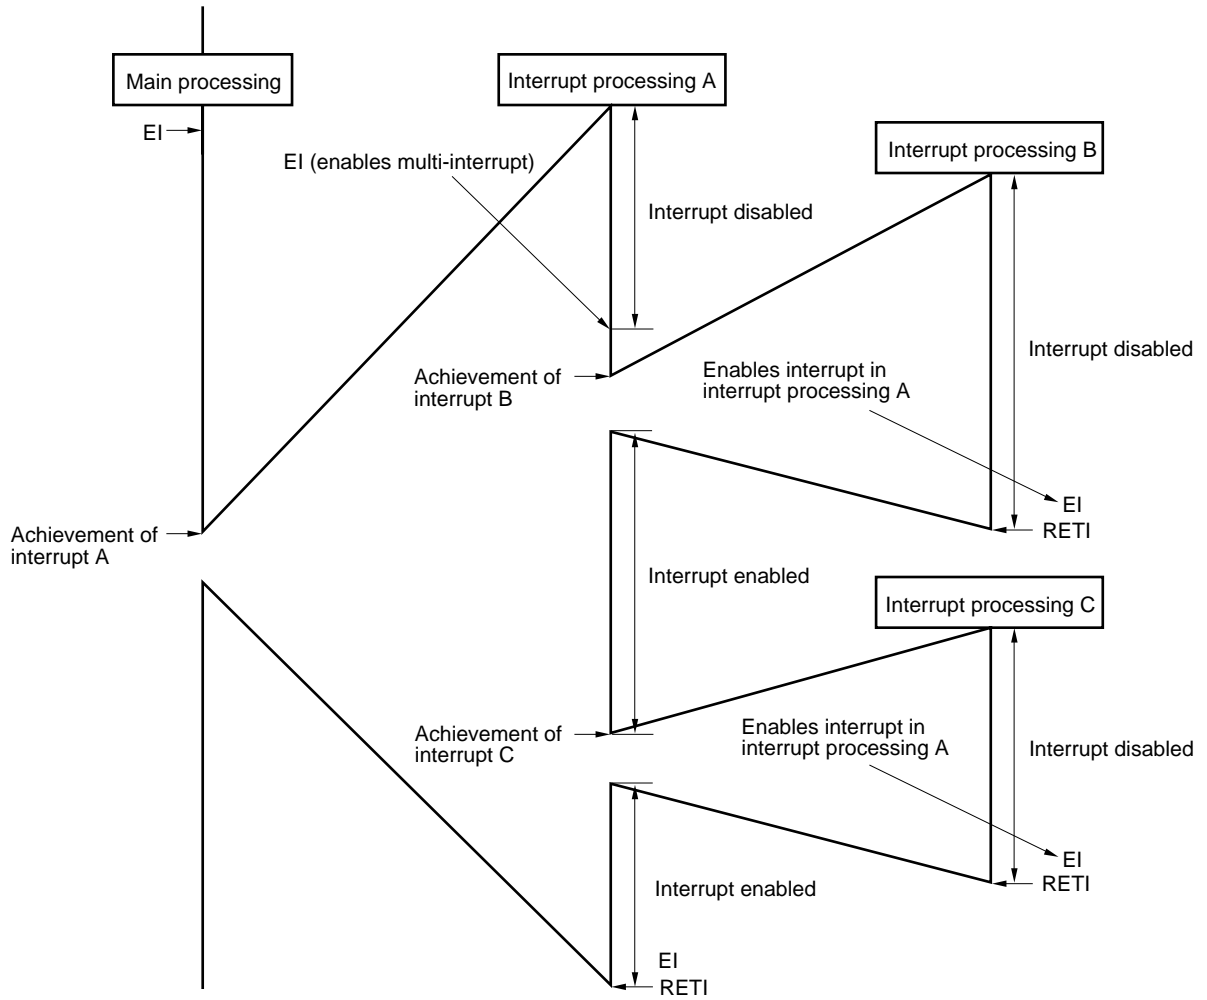 Main processing
Interrupt processing A
EI
Interrupt processing B
EI (enables multi-interrupt)
Interrupt disabled
Interrupt disabled
Achievement of
interrupt B
Enables interrupt in
interrupt processing A
EI
RETI
Achievement of
interrupt A
Interrupt enabled
Interrupt processing C
Achievement of
interrupt C
Enables interrupt in
interrupt processing A
Interrupt disabled
EI
RETI
Interrupt enabled
EI
RETI